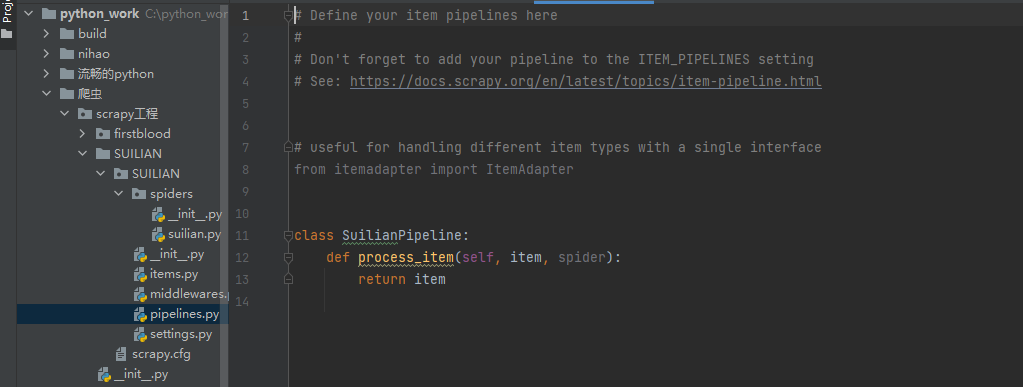 Proj
python_work C:\python_wor
build
nihao
流畅的python
爬虫
scrapy工程
firstblood
SUILIAN
SUILIAN
spiders
__init__.py
suilian.py
__init__.py
items.py
middlewares.
pipelines.py
settings.py
scrapy.cfg
__init__.py
1 # Define your item pipelines here
2 #
3 # Don't forget to add your pipeline to the ITEM_PIPELINES setting
4 # See: https://docs.scrapy.org/en/latest/topics/item-pipeline.html
5
6
7 # useful for handling different item types with a single interface
8 from itemadapter import ItemAdapter
9
10
11 class SuilianPipeline:
12 def process_item(self, item, spider):
13 return item
14